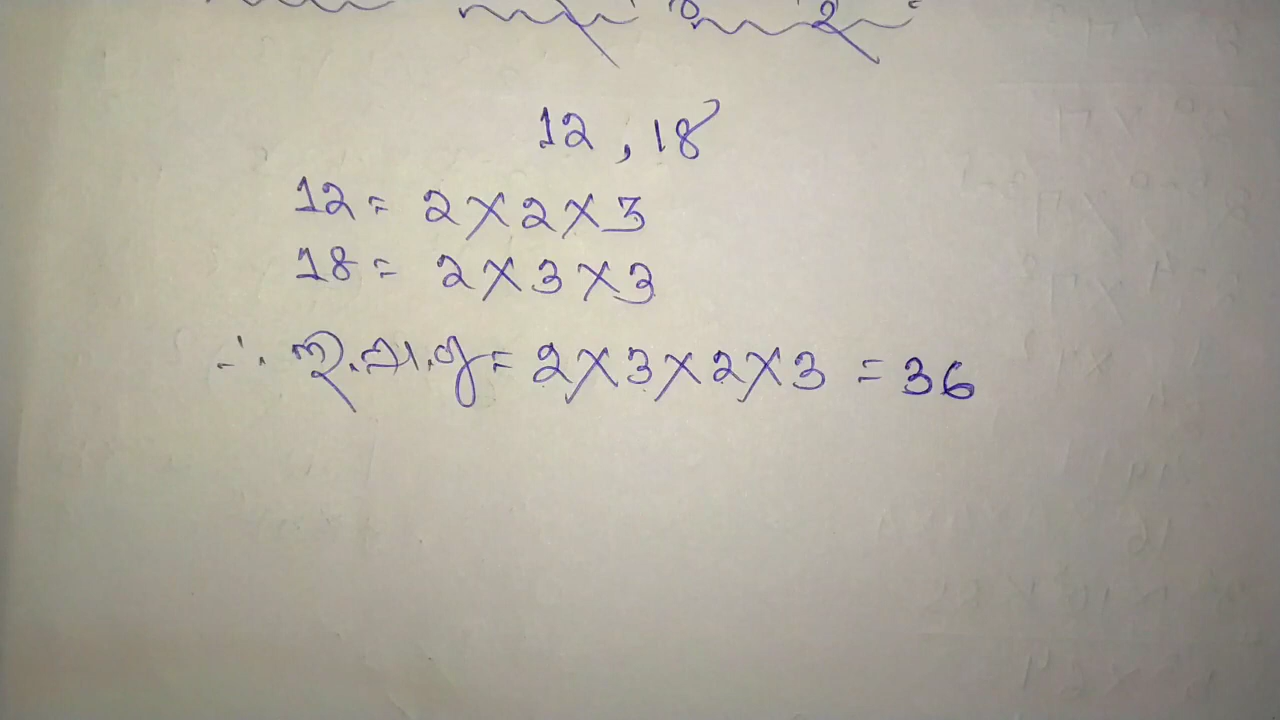 12 , 18
12 = 2 X 2 X 3
18 = 2 X 3 X 3
∴ ল.সা.গু = 2 X 3 X 2 X 3 = 36